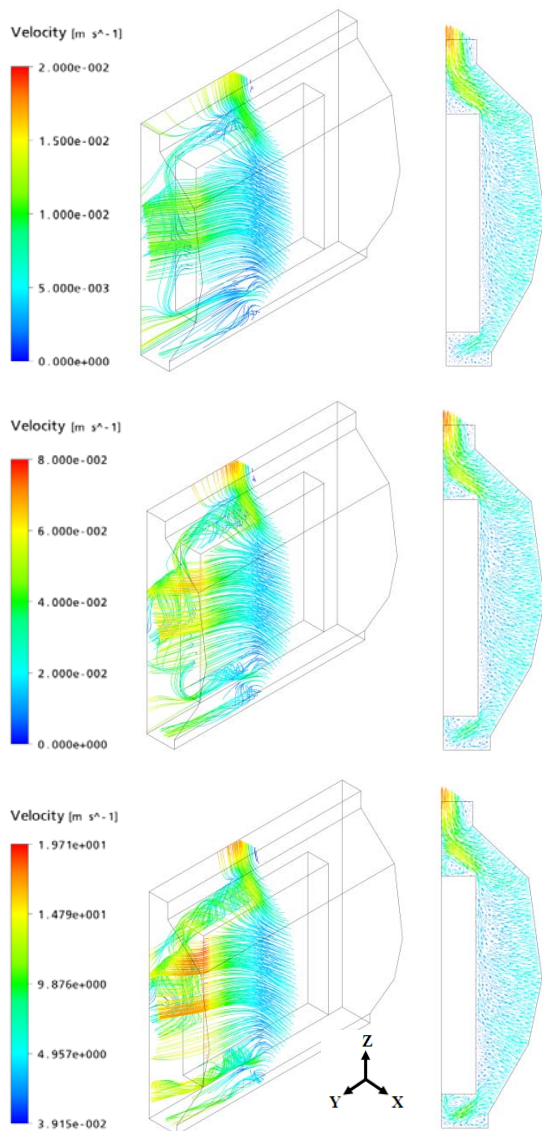 Velocity [m s^-1]
2.000e-002
1.500e-002
1.000e-002
5.000e-003
0.000e+000
Velocity [m s^-1]
8.000e-002
6.000e-002
4.000e-002
2.000e-002
0.000e+000
Velocity [m s^-1]
1.971e+001
1.479e+001
9.876e+000
4.957e+000
3.915e-002
Z
Y X